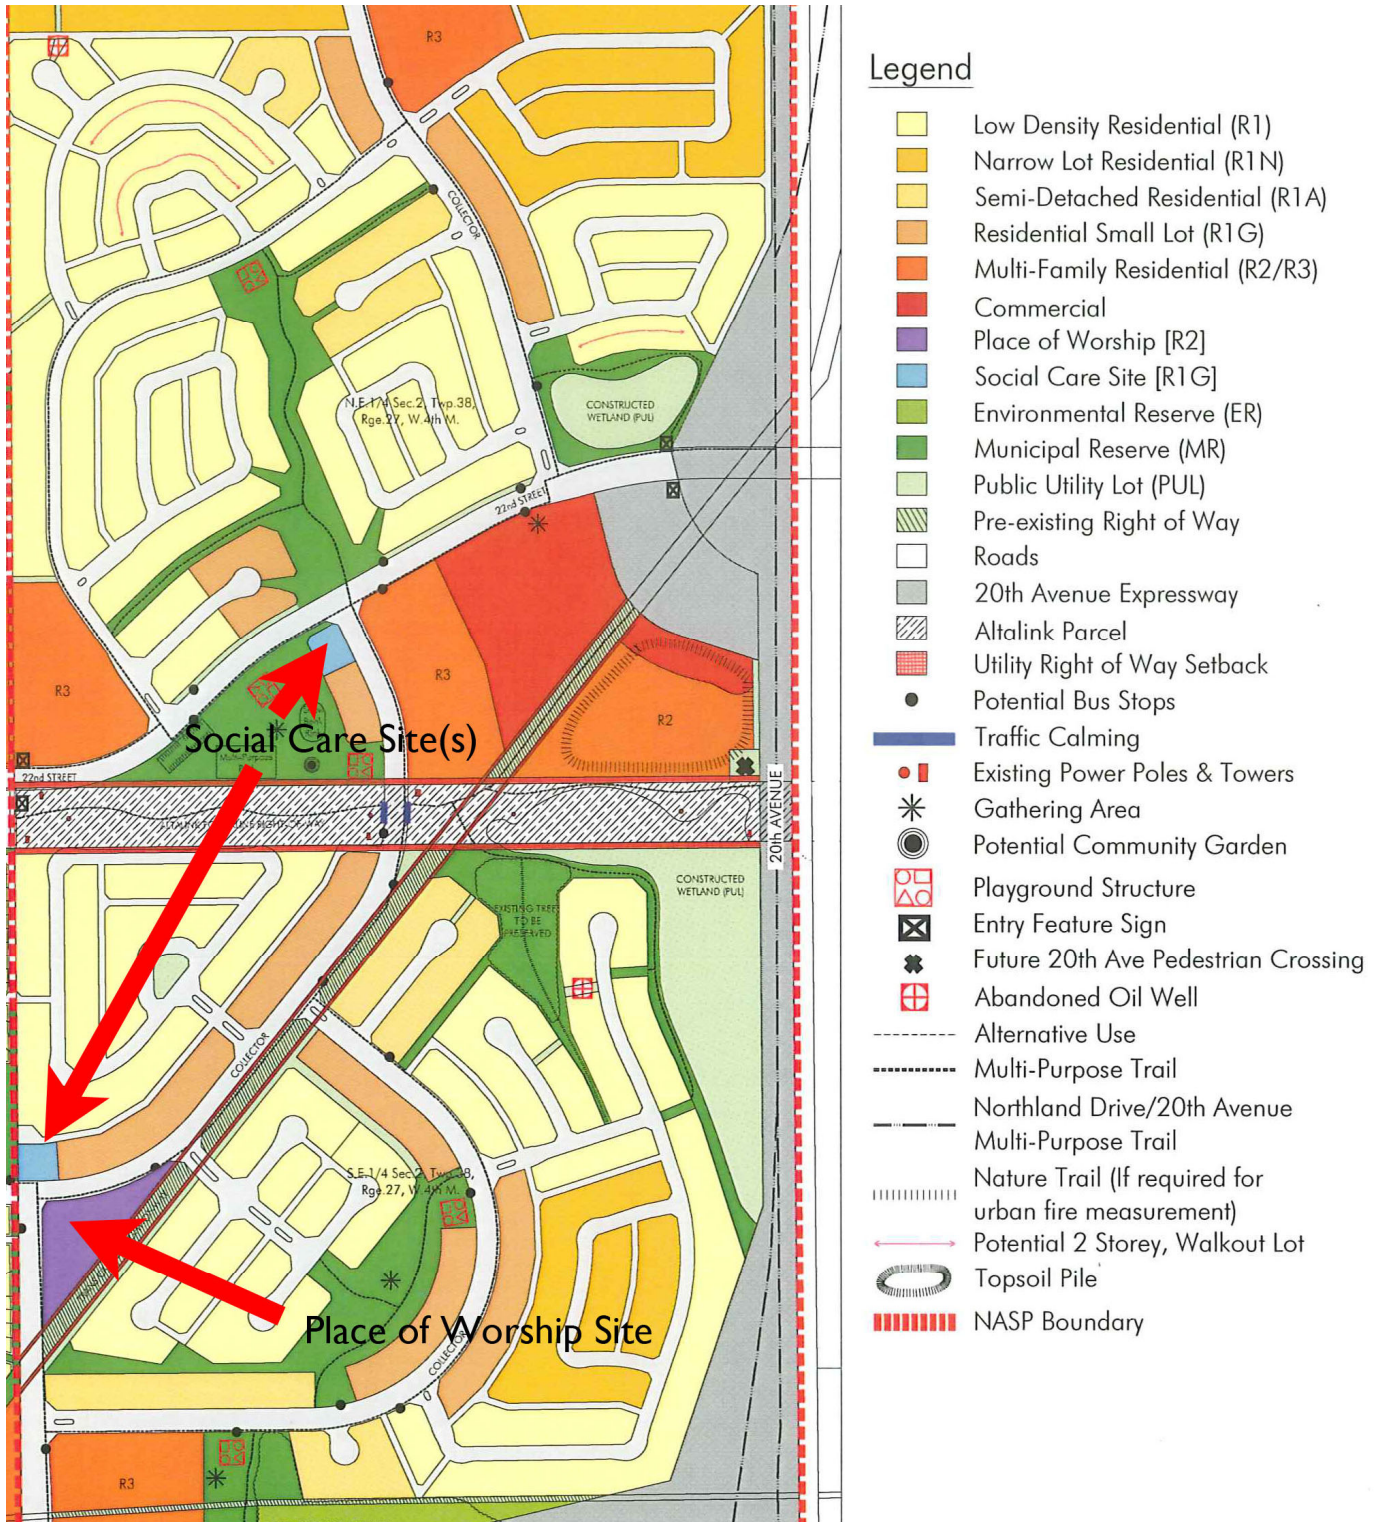 R3
COLLECTOR
N.E.1/4 Sec.2, Twp.38,
Rge.27, W.4th M.
CONSTRUCTED
WETLAND (PUL)
22nd STREET
R3
R3
R2
Social Care Site(s)
22nd STREET
20th AVENUE
CONSTRUCTED
WETLAND (PUL)
EXISTING TREES
TO BE
PRESERVED
COLLECTOR
S.E.1/4 Sec.2, Twp.38,
Rge.27, W.4th M.
Place of Worship Site
COLLECTOR
R3
Legend
Low Density Residential (R1)
Narrow Lot Residential (R1N)
Semi-Detached Residential (R1A)
Residential Small Lot (R1G)
Multi-Family Residential (R2/R3)
Commercial
Place of Worship [R2]
Social Care Site [R1G]
Environmental Reserve (ER)
Municipal Reserve (MR)
Public Utility Lot (PUL)
Pre-existing Right of Way
Roads
20th Avenue Expressway
Altalink Parcel
Utility Right of Way Setback
Potential Bus Stops
Traffic Calming
Existing Power Poles & Towers
Gathering Area
Potential Community Garden
Playground Structure
Entry Feature Sign
Future 20th Ave Pedestrian Crossing
Abandoned Oil Well
Alternative Use
Multi-Purpose Trail
Northland Drive/20th Avenue
Multi-Purpose Trail
Nature Trail (If required for
urban fire measurement)
Potential 2 Storey, Walkout Lot
Topsoil Pile
NASP Boundary